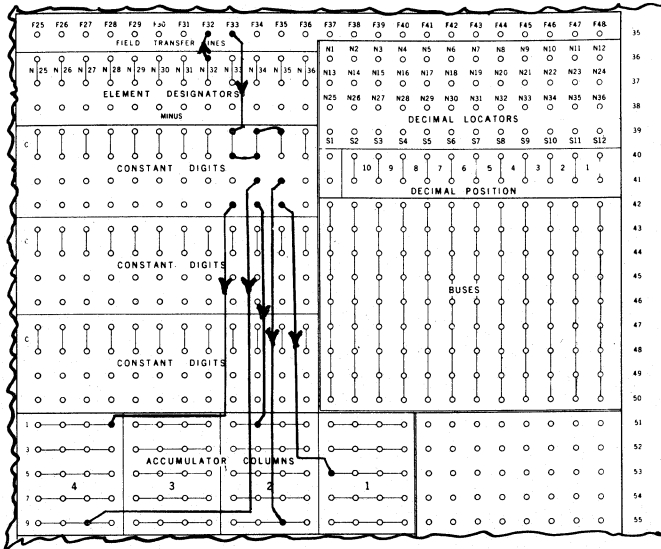 F25 F26 F27 F28 F29 F30 F31 F32 F33 F34 F35 F36 F37 F38 F39 F40 F41 F42 F43 F44 F45 F46 F47 F48 35
FIELD TRANSFER LINES
N1 N2 N3 N4 N5 N6 N7 N8 N9 N10 N11 N12 36
N 25 N 26 N 27 N 28 N 29 N 30 N 31 N 32 N 33 N 34 N 35 N 36
N13 N14 N15 N16 N17 N18 N19 N20 N21 N22 N23 N24 37
ELEMENT DESIGNATORS
N25 N26 N27 N28 N29 N30 N31 N32 N33 N34 N35 N36 38
MINUS
DECIMAL LOCATORS
39
S1 S2 S3 S4 S5 S6 S7 S8 S9 S10 S11 S12
C 40
CONSTANT DIGITS
10 9 8 7 6 5 4 3 2 1
41
DECIMAL POSITION
42
C 43
44
CONSTANT DIGITS
45
BUSES
46
C 47
48
CONSTANT DIGITS
49
50
1 51
3 52
ACCUMULATOR COLUMNS
5 53
4 3 2 1
7 54
9 55